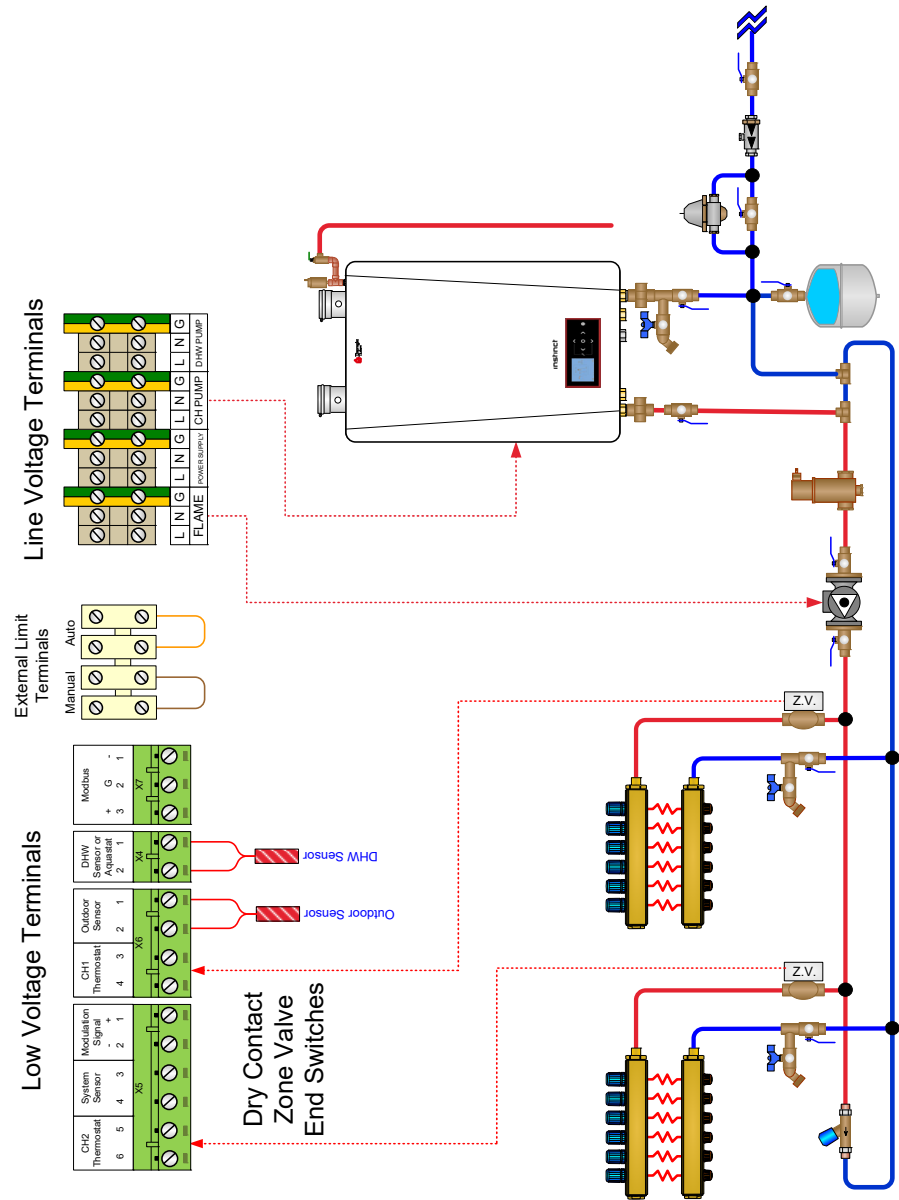 Low Voltage Terminals
CH2
Thermostat
6 5
System
Sensor
4 3
Modulation
Signal
- +
2 1
X5
CH1
Thermostat
4 3
Outdoor
Sensor
2 1
X6
DHW
Sensor or
Aquastat
2 1
X4
Modbus
+ G -
3 2 1
X7
External Limit
Terminals
Manual Auto
Line Voltage Terminals
L N G L N G L N G L N G
FLAME POWER SUPPLY CH PUMP DHW PUMP
Dry Contact
Zone Valve
End Switches
Outdoor Sensor
DHW Sensor
instinct
Z.V.
Z.V.